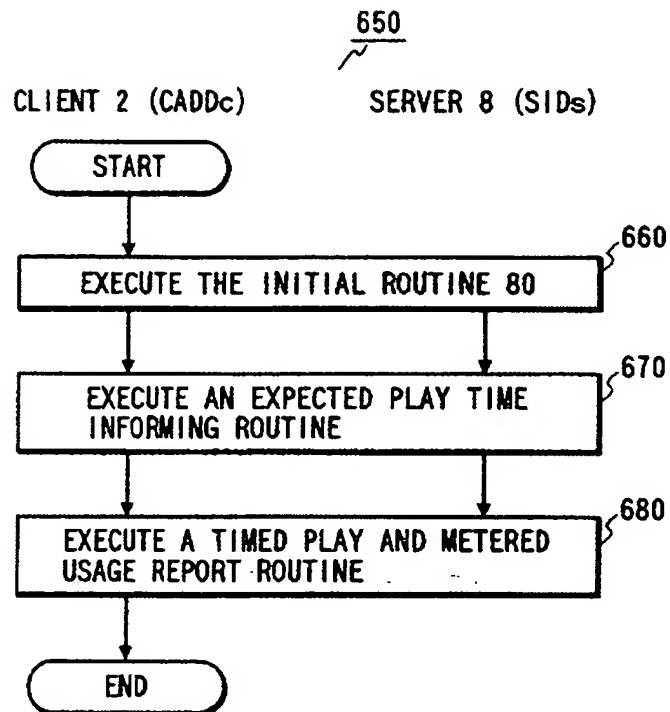 650
CLIENT 2 (CADDc) SERVER 8 (SIDs)
START
660
EXECUTE THE INITIAL ROUTINE 80
670
EXECUTE AN EXPECTED PLAY TIME
INFORMING ROUTINE
680
EXECUTE A TIMED PLAY AND METERED
USAGE REPORT ROUTINE
END